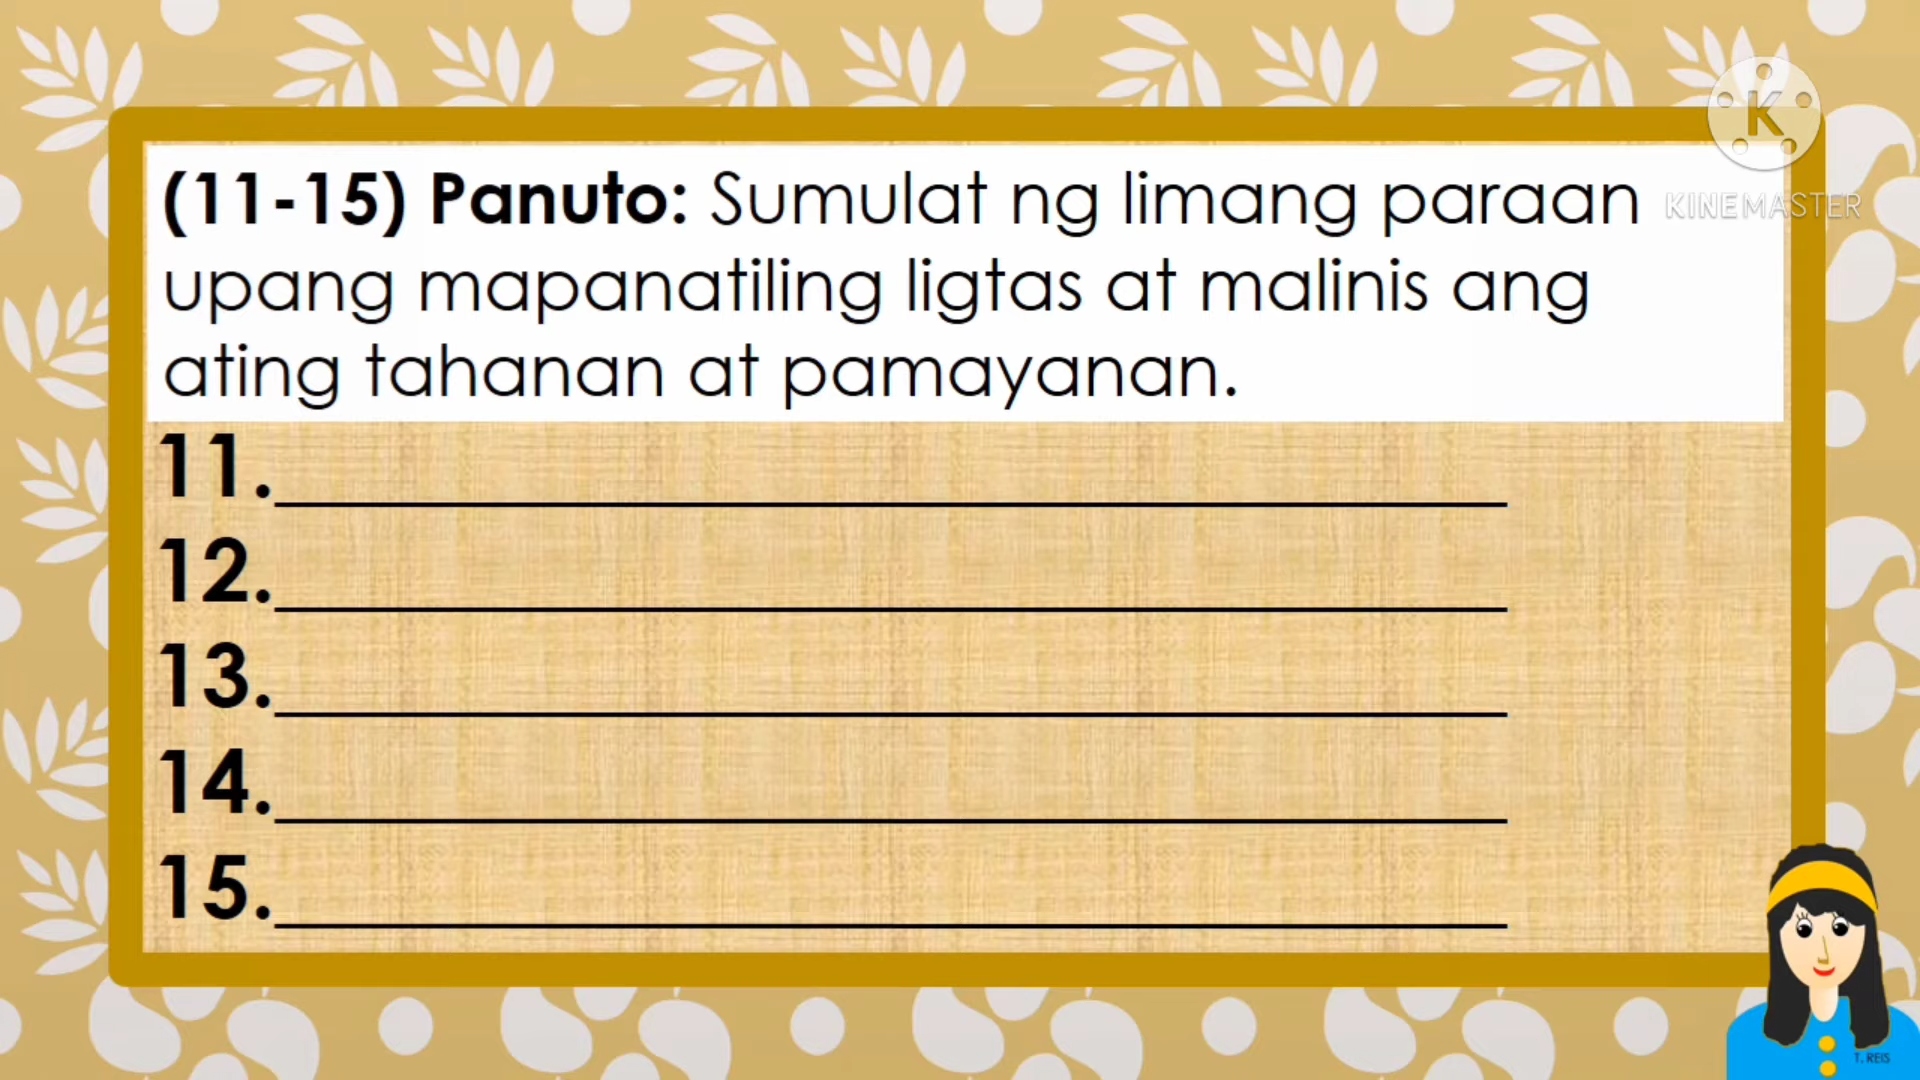 (11-15) Panuto: Sumulat ng limang paraan
upang mapanatiling ligtas at malinis ang
ating tahanan at pamayanan.
11.
12.
13.
14.
15.
K
KINEMASTER
T. REIS